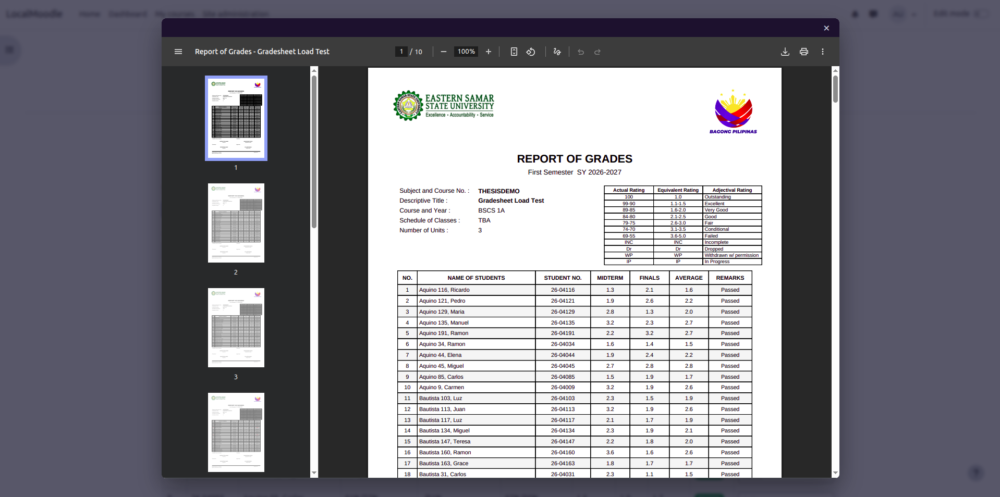 LocalMoodle Home Dashboard My courses Site administration Edit mode
Report of Grades - Gradesheet Load Test 1 / 10 100%
1
2
3
EASTERN SAMAR
STATE UNIVERSITY
Excellence • Accountability • Service
BAGONG PILIPINAS
REPORT OF GRADES
First Semester SY 2026-2027
Subject and Course No. : THESISDEMO
Descriptive Title : Gradesheet Load Test
Course and Year : BSCS 1A
Schedule of Classes : TBA
Number of Units : 3
Actual Rating Equivalent Rating Adjectival Rating
100 1.0 Outstanding
99-90 1.1-1.5 Excellent
89-85 1.6-2.0 Very Good
84-80 2.1-2.5 Good
79-75 2.6-3.0 Fair
74-70 3.1-3.5 Conditional
69-55 3.6-5.0 Failed
INC INC Incomplete
Dr Dr Dropped
WP WP Withdrawn w/ permission
IP IP In Progress
NO. NAME OF STUDENTS STUDENT NO. MIDTERM FINALS AVERAGE REMARKS
1 Aquino 116, Ricardo 26-04116 1.3 2.1 1.6 Passed
2 Aquino 121, Pedro 26-04121 1.9 2.6 2.2 Passed
3 Aquino 129, Maria 26-04129 2.8 1.3 2.0 Passed
4 Aquino 135, Manuel 26-04135 3.2 2.3 2.7 Passed
5 Aquino 191, Ramon 26-04191 2.2 3.2 2.7 Passed
6 Aquino 34, Ramon 26-04034 1.6 1.4 1.5 Passed
7 Aquino 44, Elena 26-04044 1.9 2.4 2.2 Passed
8 Aquino 45, Miguel 26-04045 2.7 2.8 2.8 Passed
9 Aquino 85, Carlos 26-04085 1.5 1.9 1.7 Passed
10 Aquino 9, Carmen 26-04009 3.2 1.9 2.6 Passed
11 Bautista 103, Luz 26-04103 2.3 1.5 1.9 Passed
12 Bautista 113, Juan 26-04113 3.2 1.9 2.6 Passed
13 Bautista 117, Luz 26-04117 2.1 1.7 1.9 Passed
14 Bautista 134, Miguel 26-04134 2.3 1.9 2.1 Passed
15 Bautista 147, Teresa 26-04147 2.2 1.8 2.0 Passed
16 Bautista 160, Ramon 26-04160 3.6 1.6 2.6 Passed
17 Bautista 163, Grace 26-04163 1.8 1.7 1.7 Passed
18 Bautista 31, Carlos 26-04031 2.3 1.1 1.5 Passed